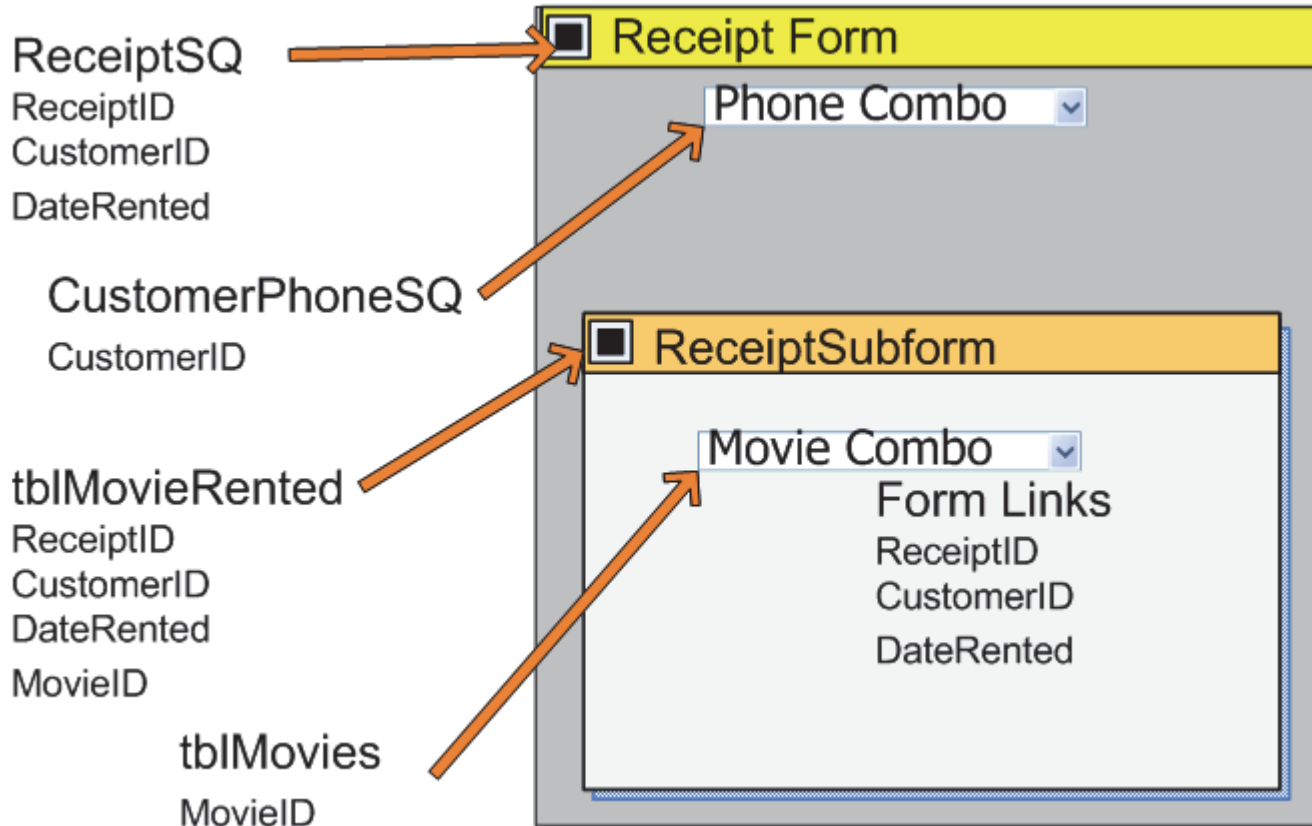 ReceiptSQ
ReceiptID
CustomerID
DateRented
CustomerPhoneSQ
CustomerID
tblMovieRented
ReceiptID
CustomerID
DateRented
MovieID
tblMovies
MovieID
Receipt Form
Phone Combo
ReceiptSubform
Movie Combo
Form Links
ReceiptID
CustomerID
DateRented